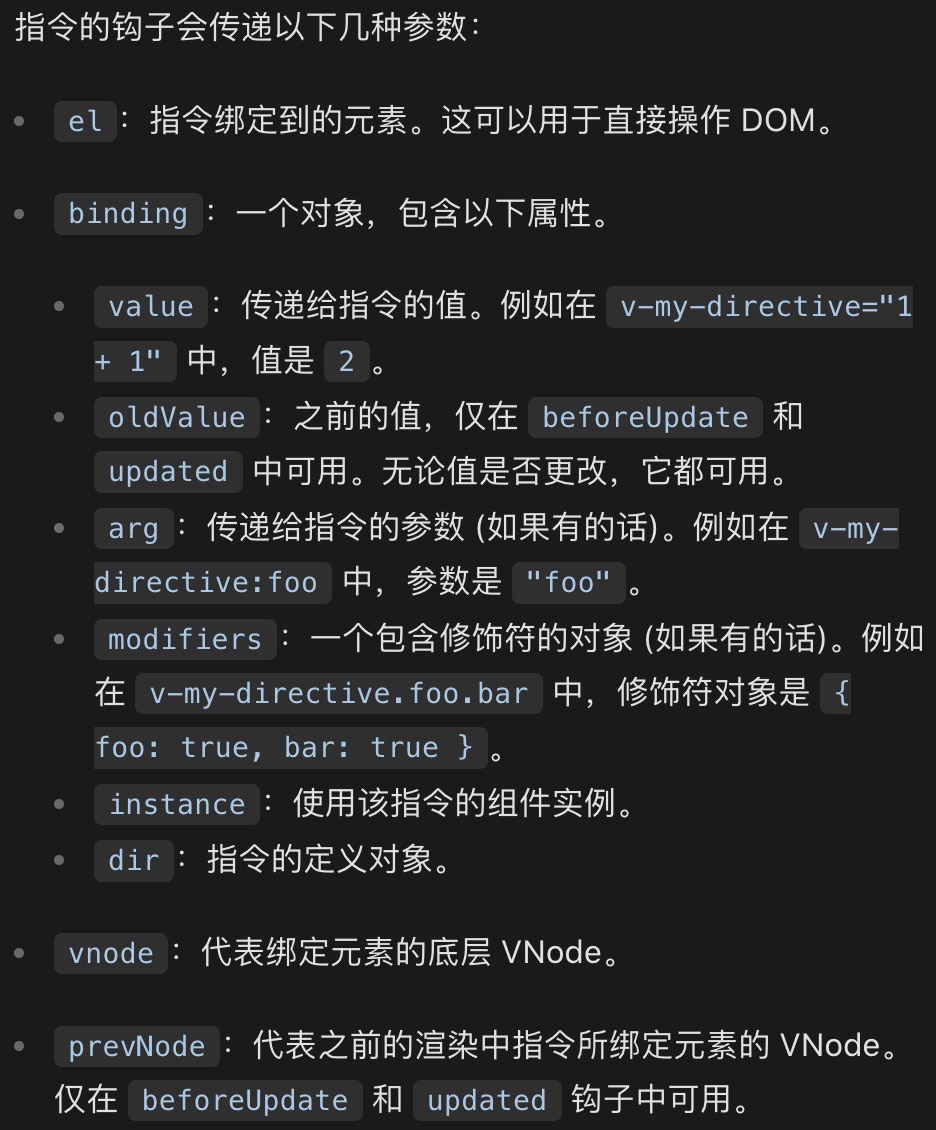 指令的钩子会传递以下几种参数：
el：指令绑定到的元素。这可以用于直接操作 DOM。
binding：一个对象，包含以下属性。
value：传递给指令的值。例如在 v-my-directive="1
+ 1" 中，值是 2。
oldValue：之前的值，仅在 beforeUpdate 和
updated 中可用。无论值是否更改，它都可用。
arg：传递给指令的参数 (如果有的话)。例如在 v-my-
directive:foo 中，参数是 "foo"。
modifiers：一个包含修饰符的对象 (如果有的话)。例如
在 v-my-directive.foo.bar 中，修饰符对象是 {
foo: true, bar: true }。
instance：使用该指令的组件实例。
dir：指令的定义对象。
vnode：代表绑定元素的底层 VNode。
prevNode：代表之前的渲染中指令所绑定元素的 VNode。
仅在 beforeUpdate 和 updated 钩子中可用。